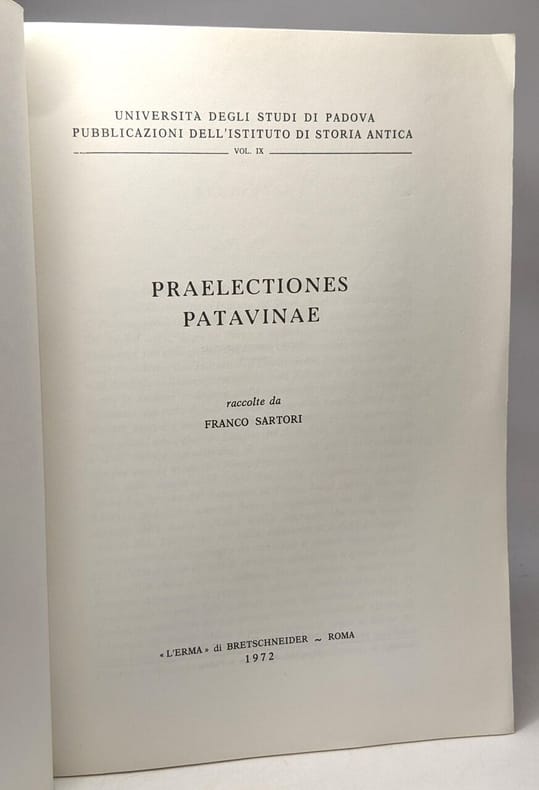 UNIVERSITÀ DEGLI STUDI DI PADOVA
PUBBLICAZIONI DELL'ISTITUTO DI STORIA ANTICA
VOL. IX
PRAELECTIONES
PATAVINAE
raccolte da
FRANCO SARTORI
«L'ERMA» di BRETSCHNEIDER ~ ROMA
1972